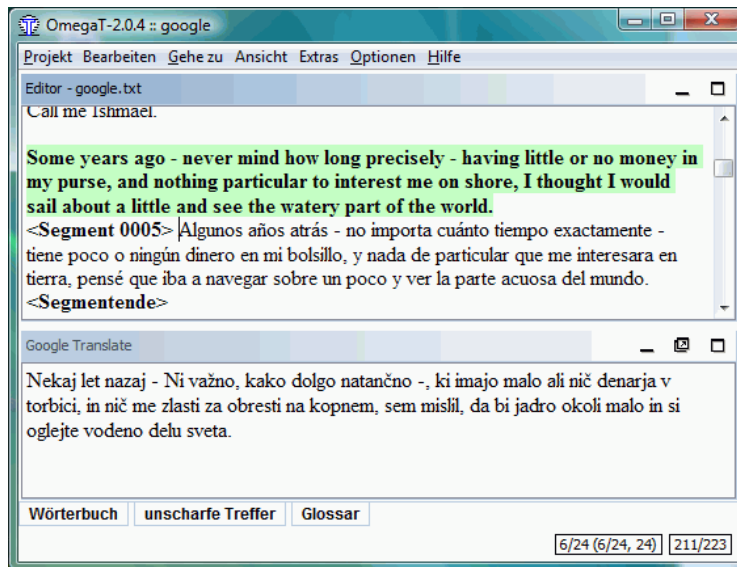 OmegaT-2.0.4 :: google
Projekt Bearbeiten Gehe zu Ansicht Extras Optionen Hilfe
Editor - google.txt
Call me Ishmael.
Some years ago - never mind how long precisely - having little or no money in
my purse, and nothing particular to interest me on shore, I thought I would
sail about a little and see the watery part of the world.
<Segment 0005> Algunos años atrás - no importa cuánto tiempo exactamente -
tiene poco o ningún dinero en mi bolsillo, y nada de particular que me interesara en
tierra, pensé que iba a navegar sobre un poco y ver la parte acuosa del mundo.
<Segmentende>
Google Translate
Nekaj let nazaj - Ni važno, kako dolgo natančno -, ki imajo malo ali nič denarja v
torbici, in nič me zlasti za obresti na kopnem, sem mislil, da bi jadro okoli malo in si
oglejte vodeno delu sveta.
Wörterbuch unscharfe Treffer Glossar
6/24 (6/24, 24) 211/223